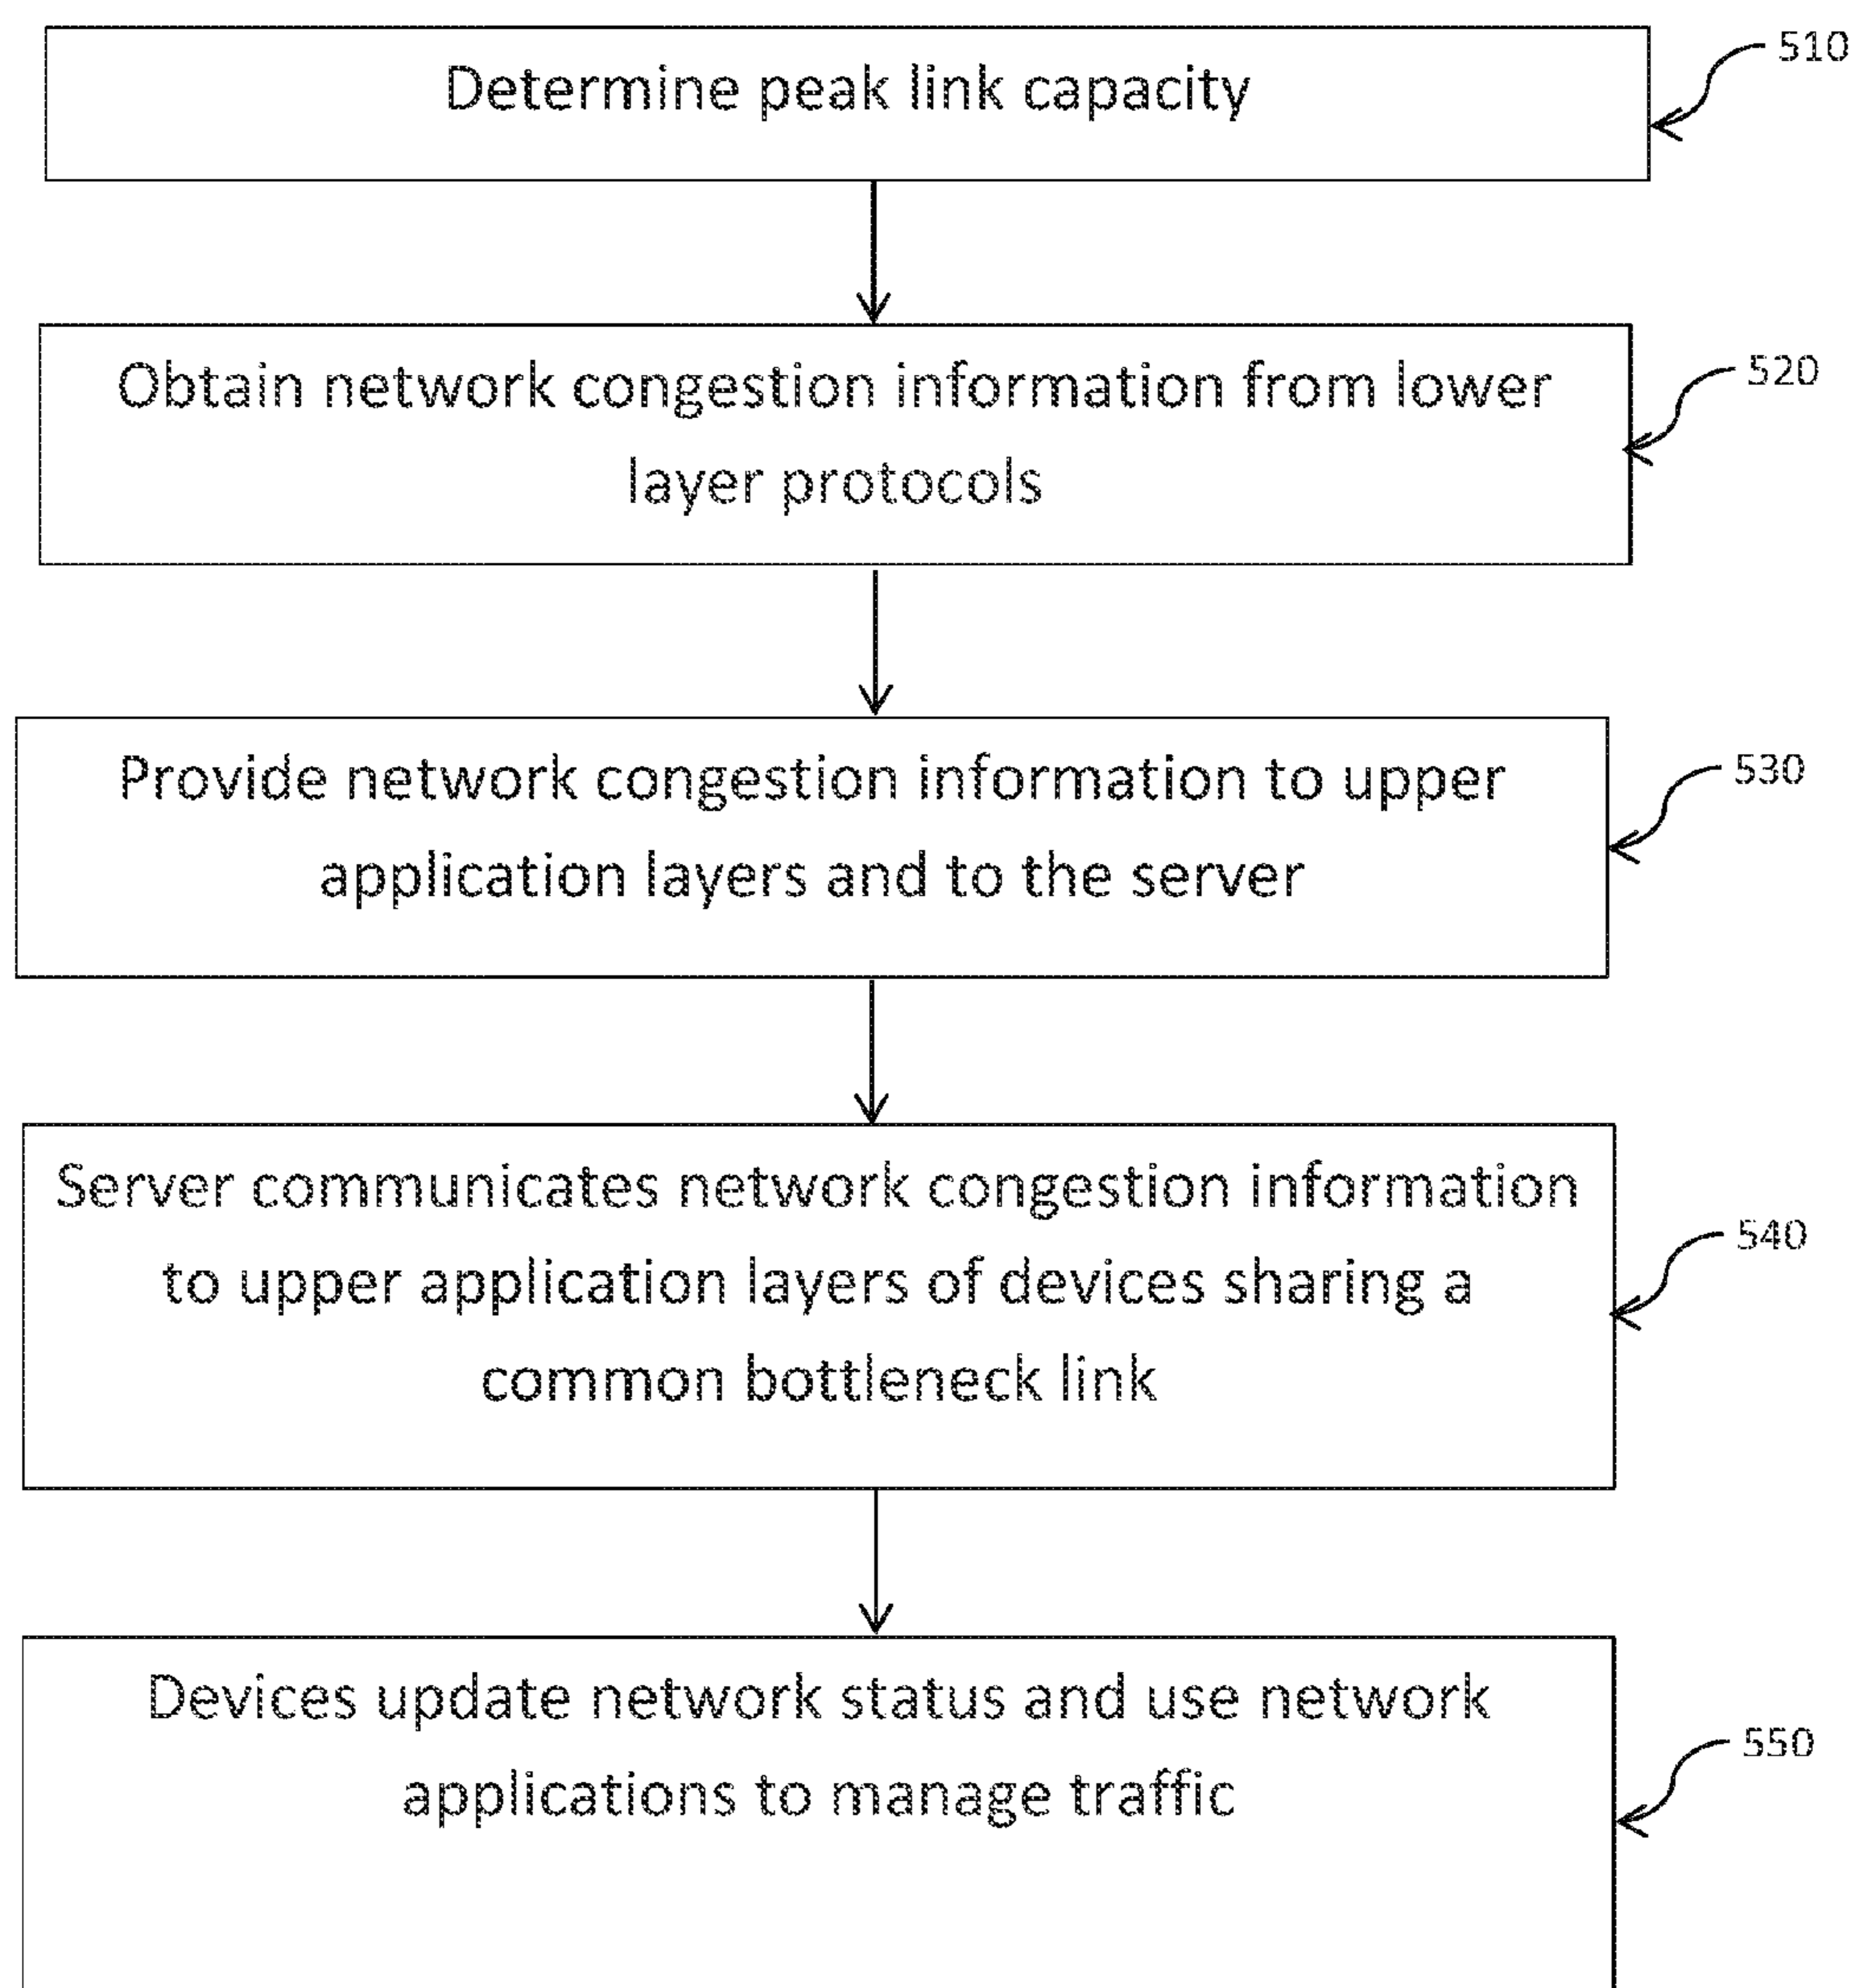 Determine peak link capacity
510
Obtain network congestion information from lower
layer protocols
520
Provide network congestion information to upper
application layers and to the server
530
Server communicates network congestion information
to upper application layers of devices sharing a
common bottleneck link
540
Devices update network status and use network
applications to manage traffic
550